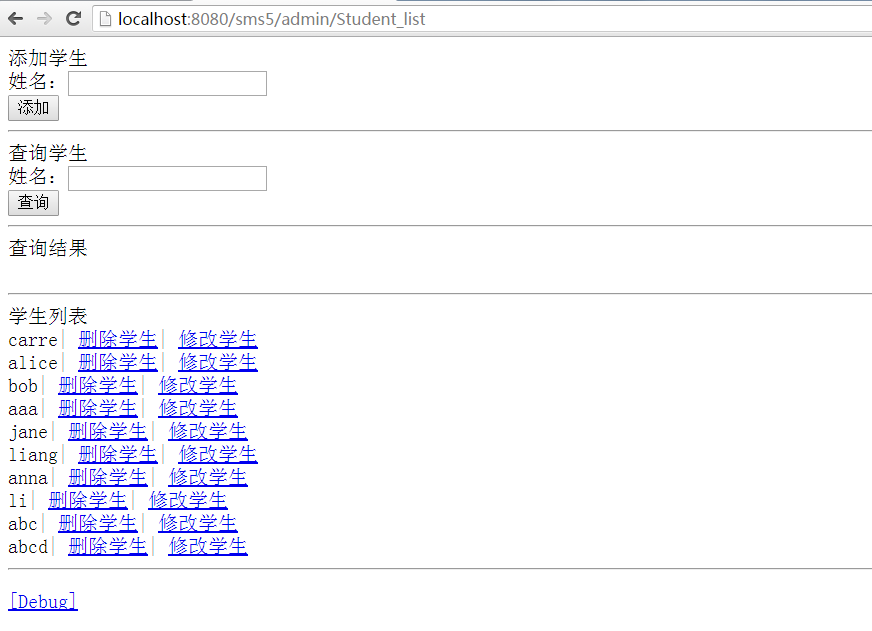 localhost:8080/sms5/admin/Student_list
添加学生
姓名：
添加
查询学生
姓名：
查询
查询结果
学生列表
carre| 删除学生| 修改学生
alice| 删除学生| 修改学生
bob| 删除学生| 修改学生
aaa| 删除学生| 修改学生
jane| 删除学生| 修改学生
liang| 删除学生| 修改学生
anna| 删除学生| 修改学生
li| 删除学生| 修改学生
abc| 删除学生| 修改学生
abcd| 删除学生| 修改学生
[Debug]